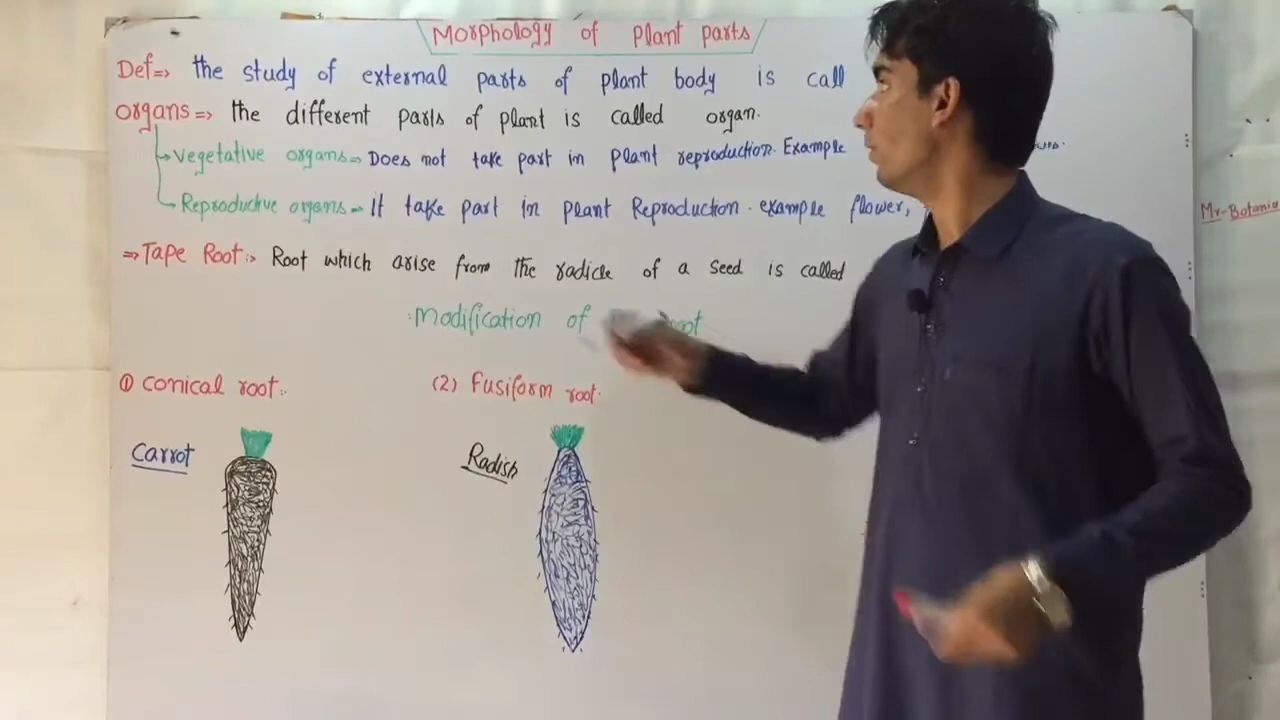 Morphology of plant parts
Def=> the study of external parts of plant body is call
organs=> the different parts of plant is called organ.
Vegetative organs=> Does not take part in plant reproduction. Example
Reproductive organs=> It take part in plant Reproduction. example flower,
Mr-Botanic
=> Tape Root:> Root which arise from the radicle of a seed is called
Modification of root
① conical root:
(2) Fusiform root.
Carrot
Radish